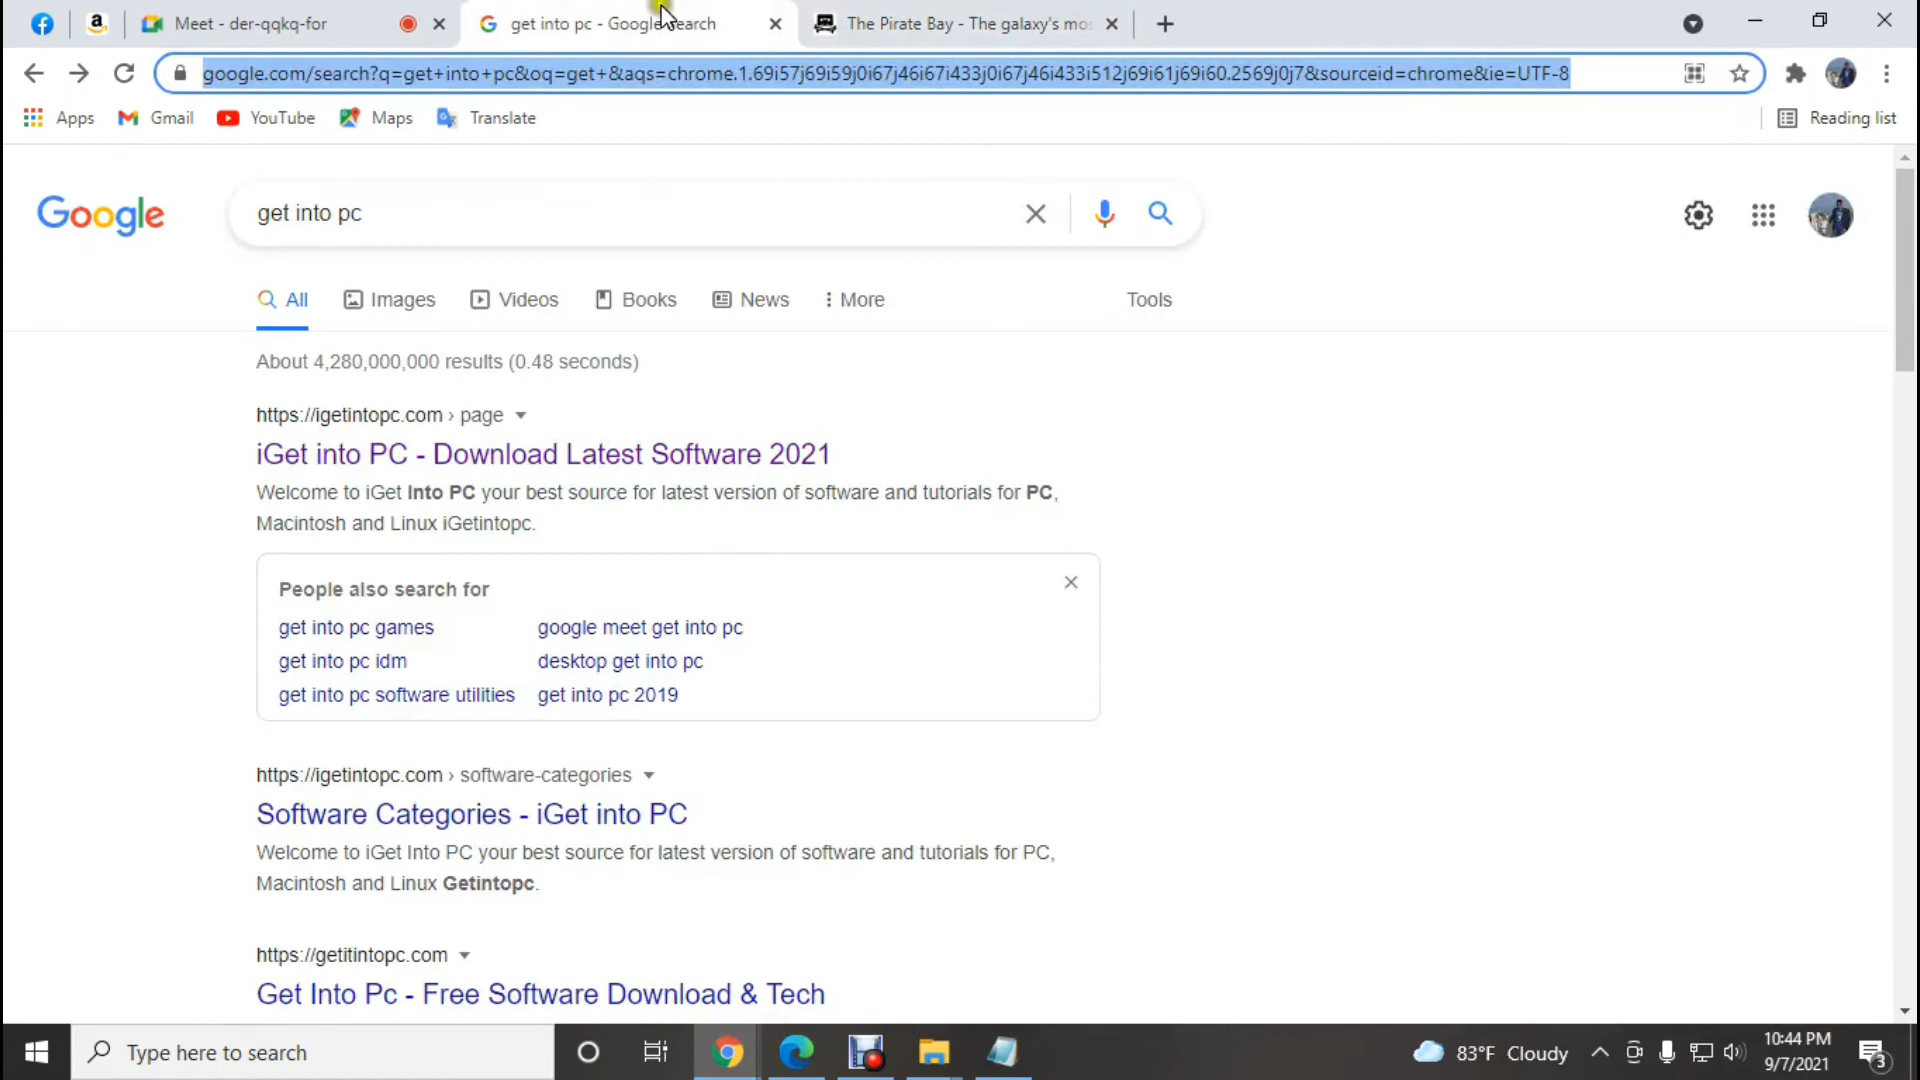 Meet - der-qqkq-for
get into pc - Google Search
The Pirate Bay - The galaxy's mos
google.com/search?q=get+into+pc&oq=get+&aqs=chrome.1.69i57j69i59j0i67j46i67i433j0i67j46i433i512j69i61j69i60.2569j0j7&sourceid=chrome&ie=UTF-8
Apps Gmail YouTube Maps Translate Reading list
Google get into pc
All Images Videos Books News More Tools
About 4,280,000,000 results (0.48 seconds)
https://igetintopc.com › page
iGet into PC - Download Latest Software 2021
Welcome to iGet Into PC your best source for latest version of software and tutorials for PC,
Macintosh and Linux iGetintopc.
People also search for
get into pc games google meet get into pc
get into pc idm desktop get into pc
get into pc software utilities get into pc 2019
https://igetintopc.com › software-categories
Software Categories - iGet into PC
Welcome to iGet Into PC your best source for latest version of software and tutorials for PC,
Macintosh and Linux Getintopc.
https://getitintopc.com
Get Into Pc - Free Software Download & Tech
Type here to search
83°F Cloudy
10:44 PM
9/7/2021
3